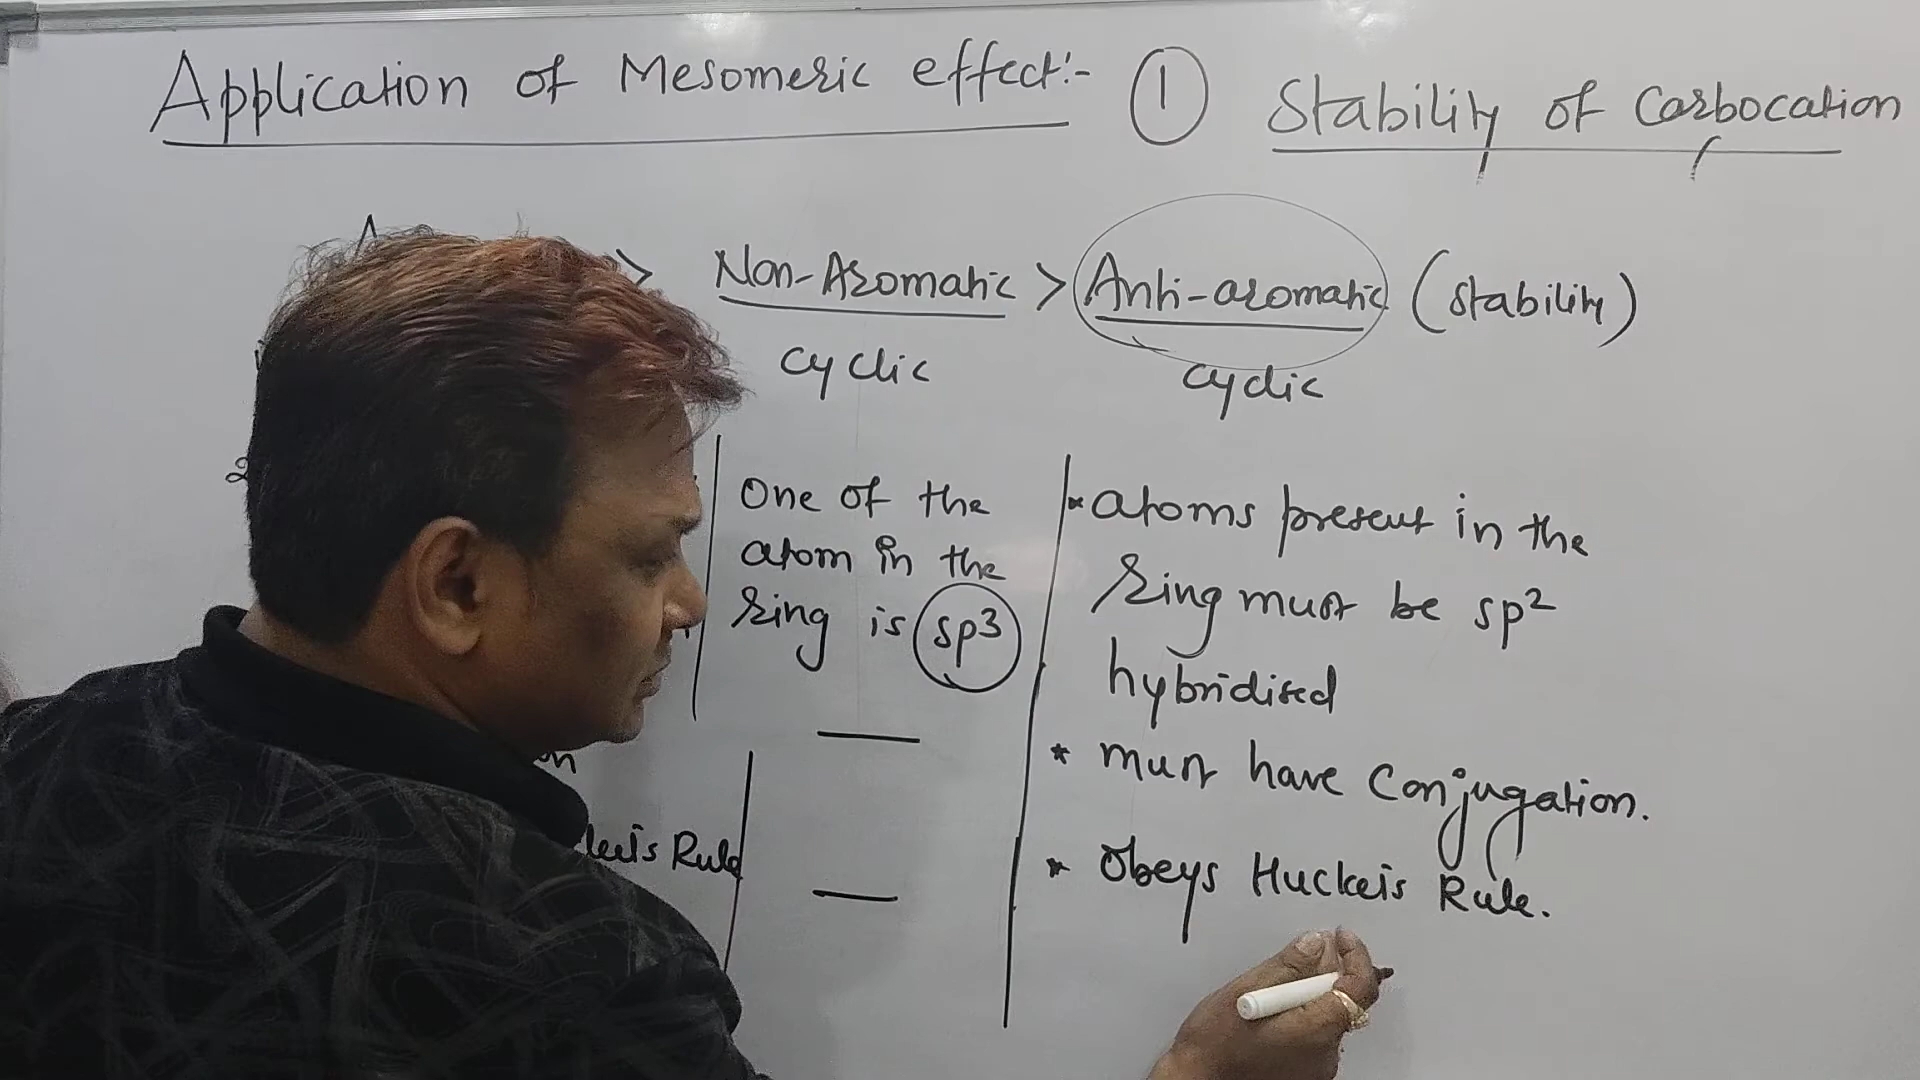 Application of Mesomeric effect:- ① Stability of Carbocation
> Non-Aromatic > Anti-aromatic (stability)
cyclic
cyclic
2
One of the
atom in the
ring is sp3
* atoms present in the
ring must be sp2
hybridised
* must have Conjugation.
Rule
* Obeys Huckel's Rule.